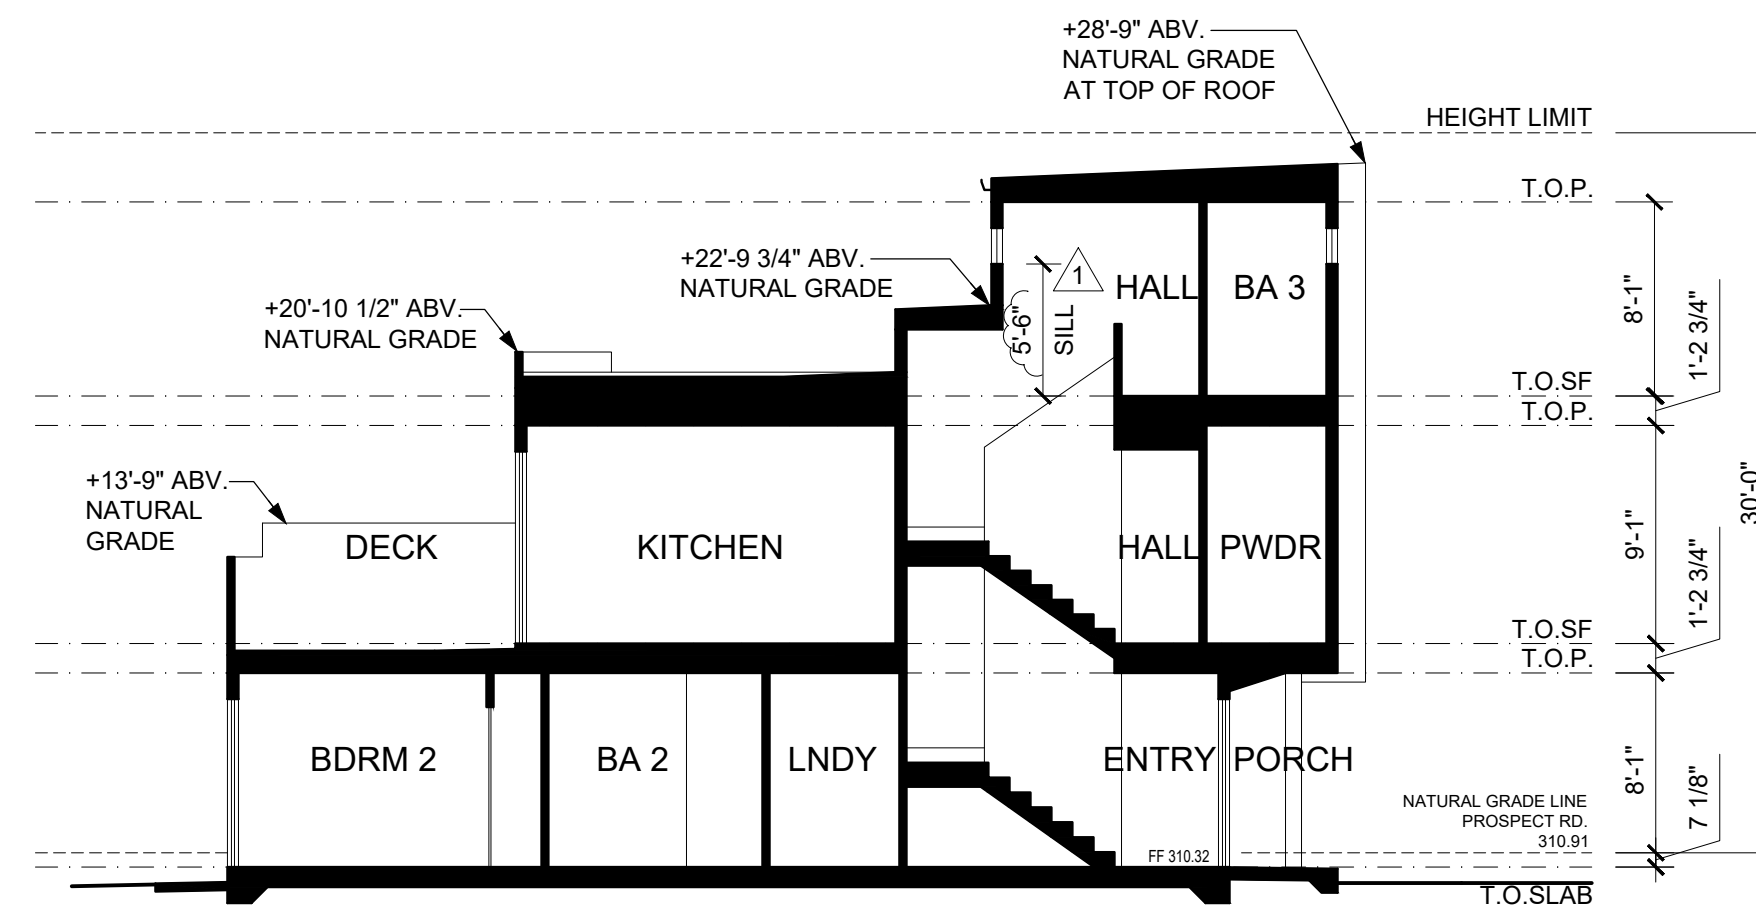 +28'-9" ABV.
NATURAL GRADE
AT TOP OF ROOF
HEIGHT LIMIT
T.O.P.
+22'-9 3/4" ABV.
NATURAL GRADE
1
HALL
BA 3
8'-1"
+20'-10 1/2" ABV.
NATURAL GRADE
5'-6"
SILL
1'-2 3/4"
T.O.SF
T.O.P.
+13'-9" ABV.
NATURAL
GRADE
DECK
KITCHEN
HALL
PWDR
9'-1"
30'-0"
1'-2 3/4"
T.O.SF
T.O.P.
BDRM 2
BA 2
LNDY
ENTRY
PORCH
8'-1"
7 1/8"
NATURAL GRADE LINE
PROSPECT RD.
310.91
FF 310.32
T.O.SLAB